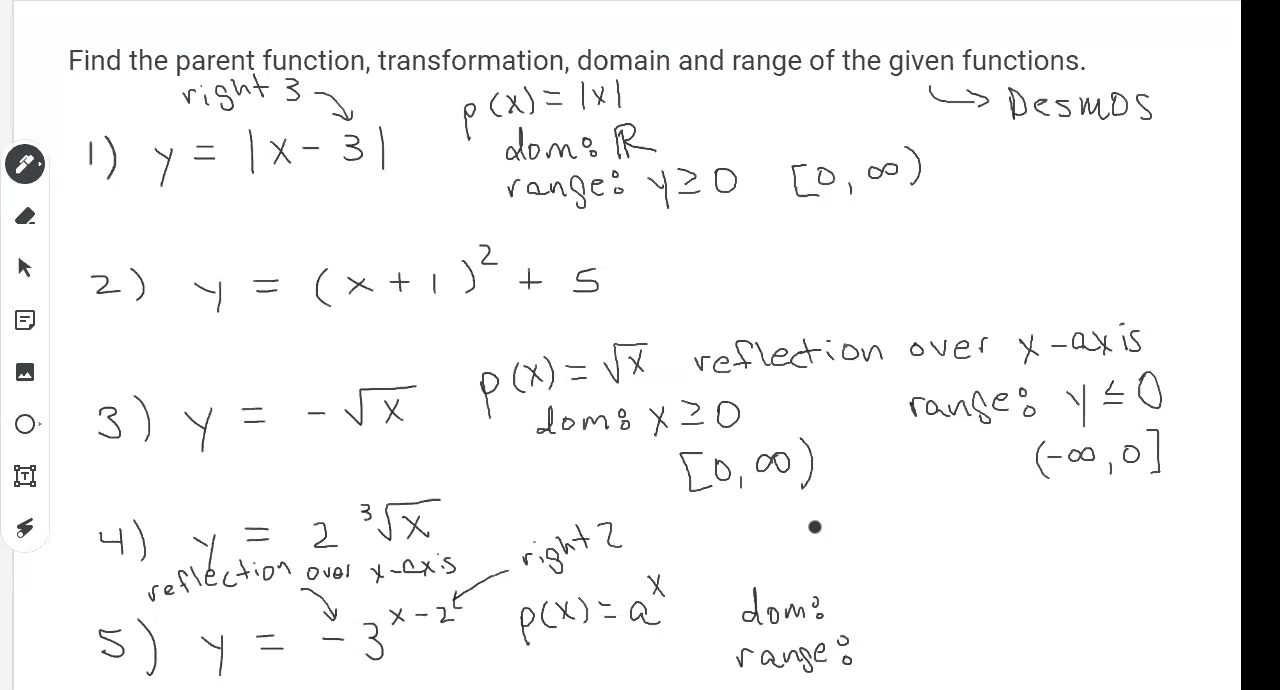 Find the parent function, transformation, domain and range of the given functions.
right 3
p(x) = |x|
→ Desmos
1) y = |x - 3|
dom: ℝ
range: y ≥ 0 [0, ∞)
2) y = (x + 1)² + 5
p(x) = √x reflection over x-axis
3) y = -√x
dom: x ≥ 0
range: y ≤ 0
[0, ∞)
(-∞, 0]
4) y = 2 ∛x
right 2
reflection over x-axis
5) y = -3^(x-2)
p(x) = a^x
dom:
range: